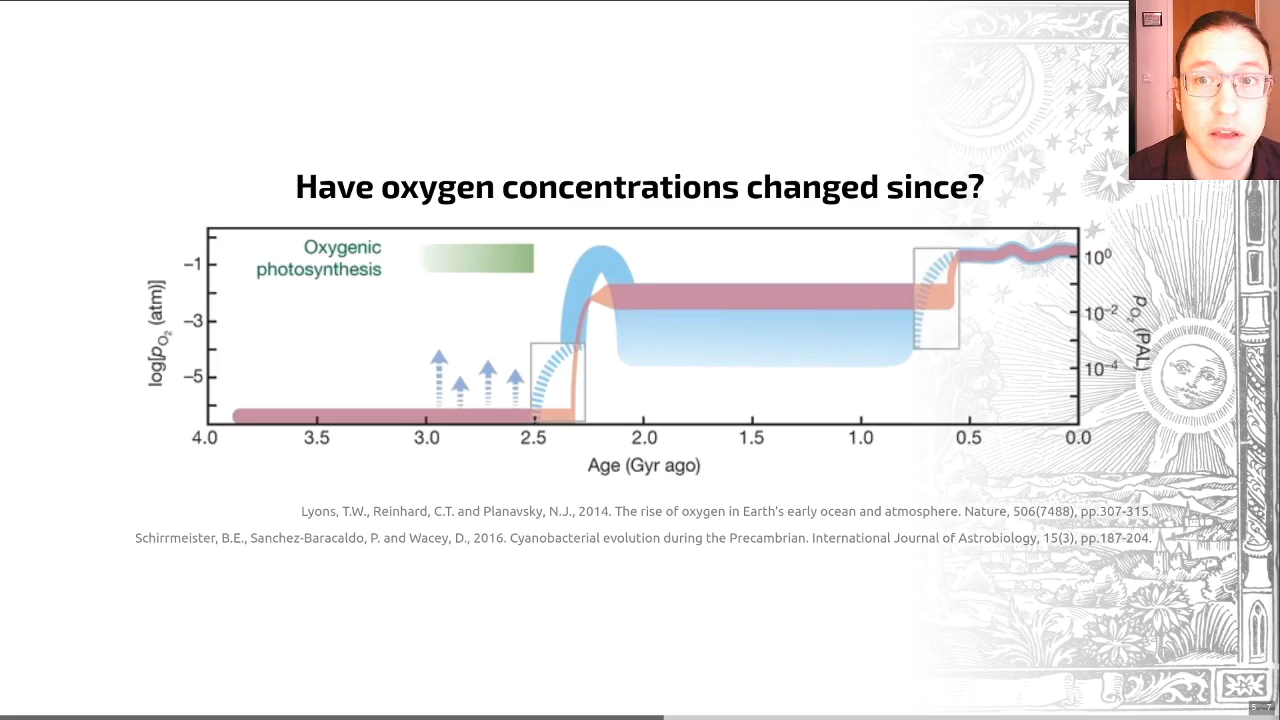 Have oxygen concentrations changed since?
Oxygenic
photosynthesis
−1
−3
−5
log[pO₂ (atm)]
10⁰
10⁻²
10⁻⁴
pO₂ (PAL)
4.0 3.5 3.0 2.5 2.0 1.5 1.0 0.5 0.0
Age (Gyr ago)
Lyons, T.W., Reinhard, C.T. and Planavsky, N.J., 2014. The rise of oxygen in Earth's early ocean and atmosphere. Nature, 506(7488), pp.307-315.
Schirrmeister, B.E., Sanchez-Baracaldo, P. and Wacey, D., 2016. Cyanobacterial evolution during the Precambrian. International Journal of Astrobiology, 15(3), pp.187-204.